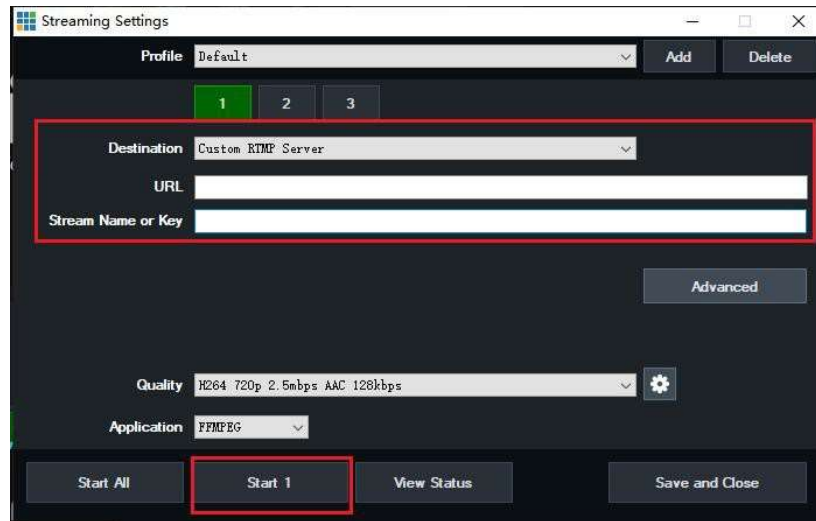 Streaming Settings
Profile Default Add Delete
1 2 3
Destination Custom RTMP Server
URL
Stream Name or Key
Advanced
Quality H264 720p 2.5mbps AAC 128kbps
Application FFMPEG
Start All Start 1 View Status Save and Close